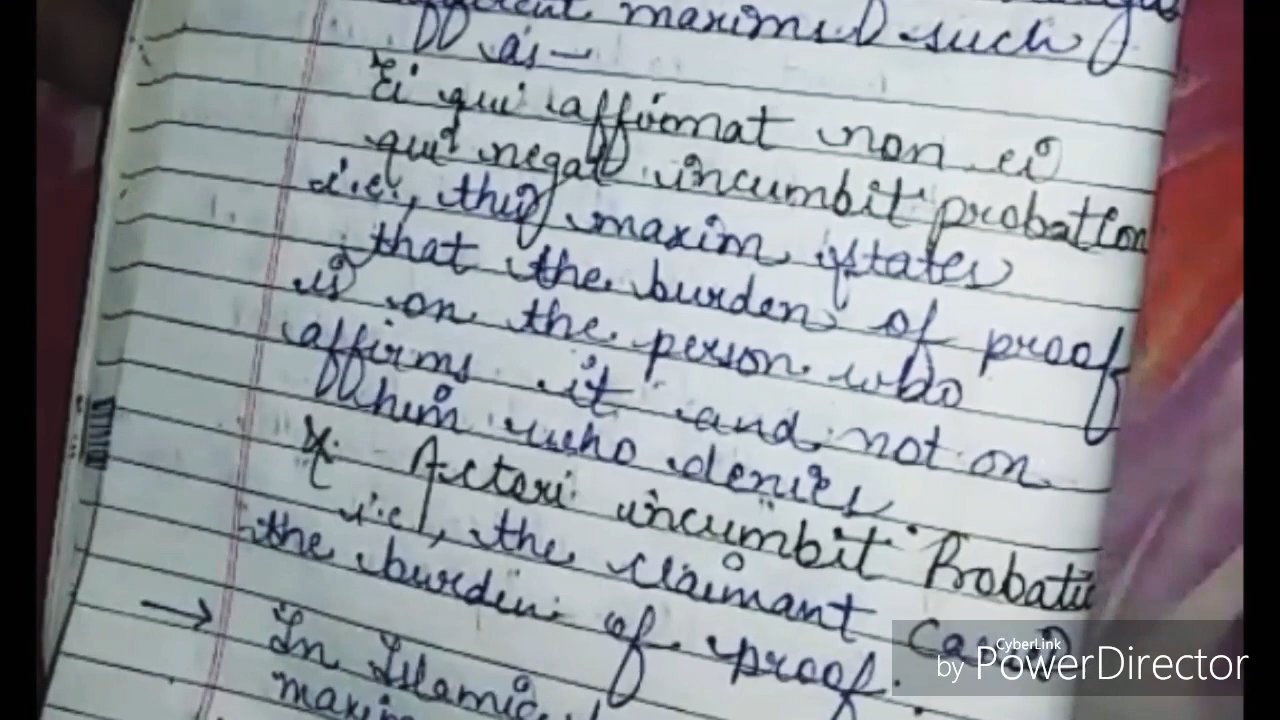 maxims such
as –
Ei qui affirmat non ei
qui negat incumbit probation
i.e., this maxim states
that the burden of proof
is on the person who
affirms it and not on
him who denies.
* Actori incumbit Probatio
i.e., the claimant
the burden of proof.
→ In Islamic
CyberLink
by PowerDirector